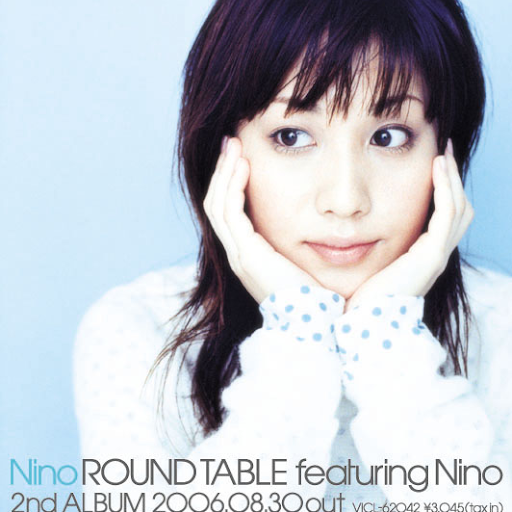 Nino ROUND TABLE featuring Nino
2nd ALBUM 2006.08.30 out VICL-62042 ¥3,045(tax in)